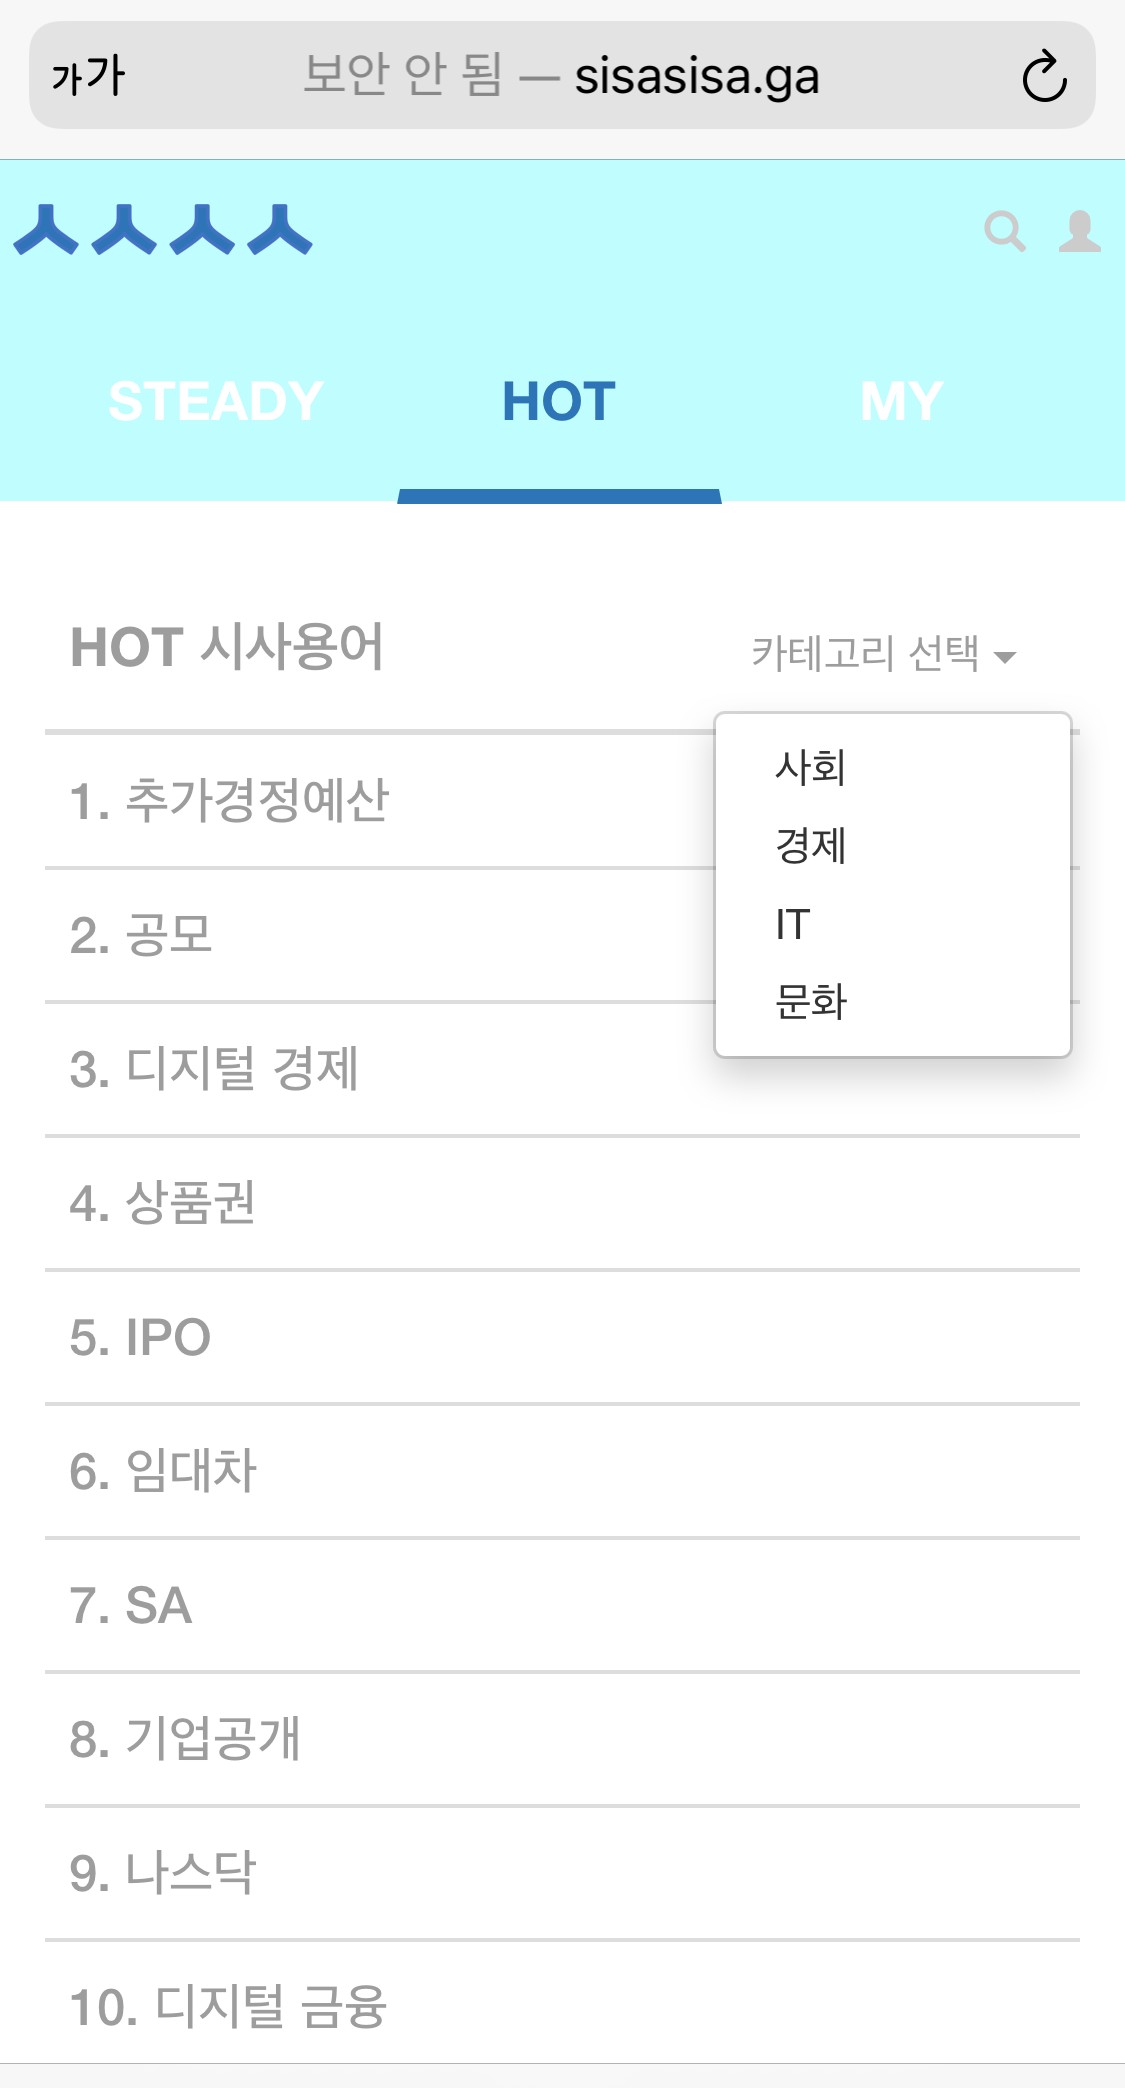 가가 보안 안 됨 — sisasisa.ga
ㅅㅅㅅㅅ
STEADY HOT MY
HOT 시사용어 카테고리 선택
사회
경제
IT
문화
1. 추가경정예산
2. 공모
3. 디지털 경제
4. 상품권
5. IPO
6. 임대차
7. SA
8. 기업공개
9. 나스닥
10. 디지털 금융